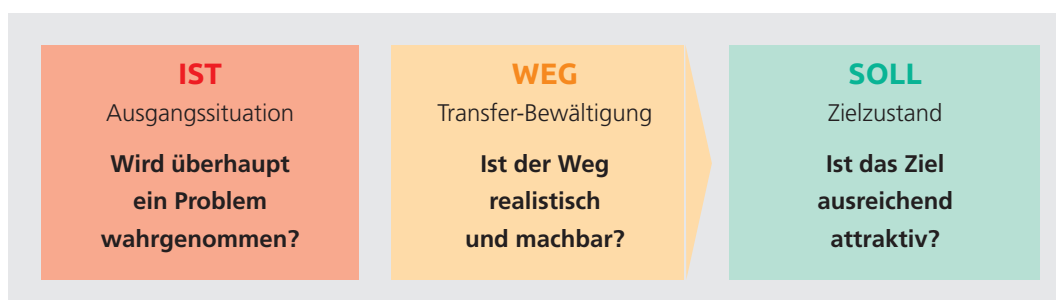 IST
Ausgangssituation
Wird überhaupt
ein Problem
wahrgenommen?
WEG
Transfer-Bewältigung
Ist der Weg
realistisch
und machbar?
SOLL
Zielzustand
Ist das Ziel
ausreichend
attraktiv?